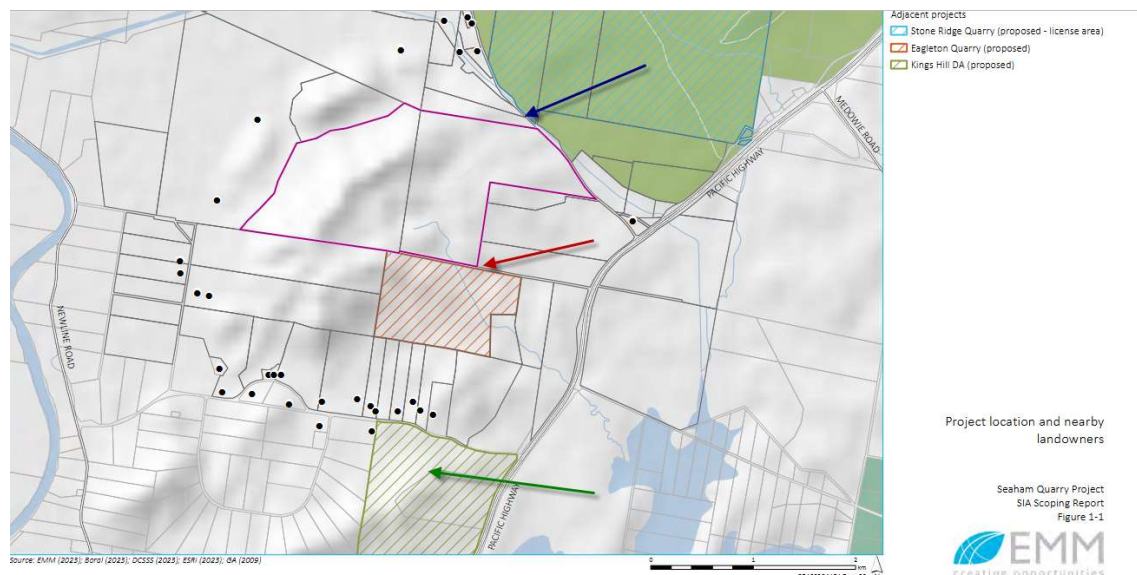 Adjacent projects
Stone Ridge Quarry (proposed - license area)
Eagleton Quarry (proposed)
Kings Hill DA (proposed)
MEDOWIE ROAD
PACIFIC HIGHWAY
NEWLINE ROAD
PACIFIC HIGHWAY
Project location and nearby
landowners
Seaham Quarry Project
SIA Scoping Report
Figure 1-1
EMM
creating opportunities
Source: EMM (2023); Boral (2023); DCSSS (2023); ESRI (2023); GA (2009)
0 1 2
km